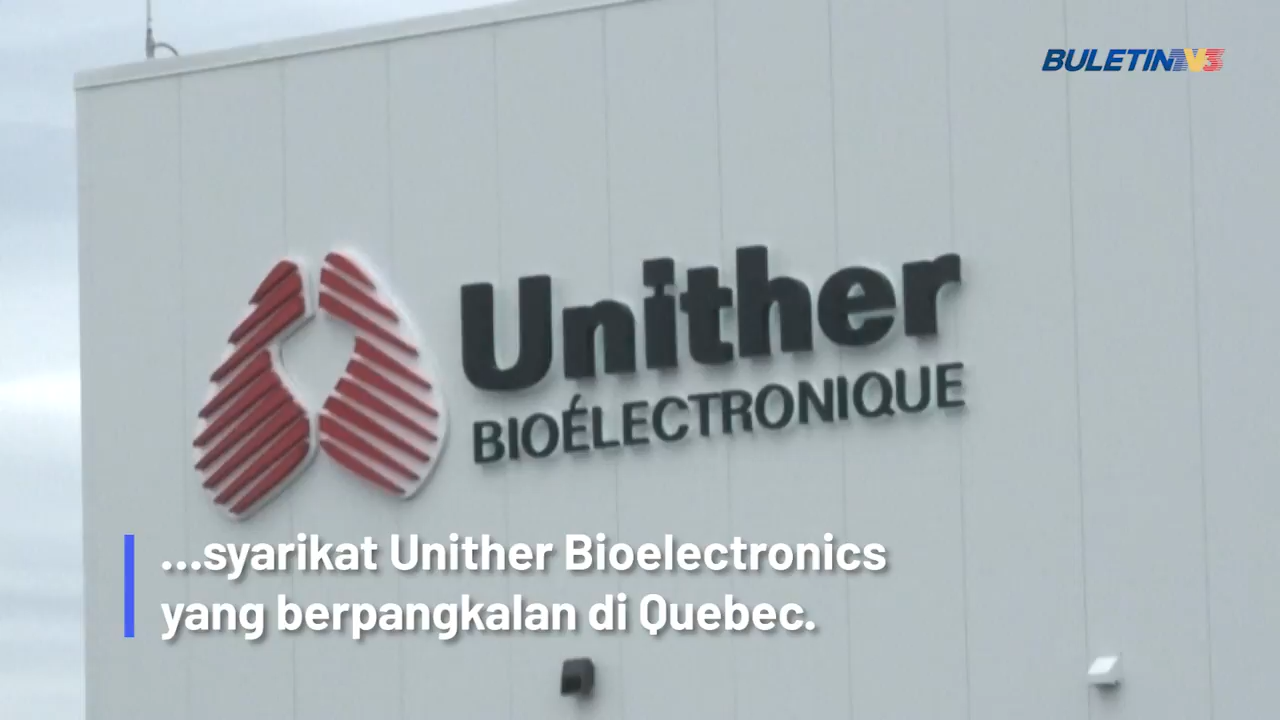 BULETINTV3
Unither
BIOÉLECTRONIQUE
...syarikat Unither Bioelectronics
yang berpangkalan di Quebec.